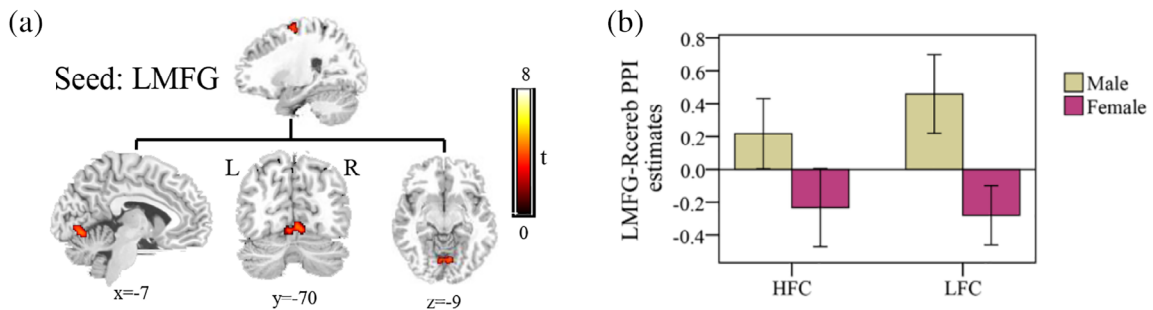 (a)
Seed: LMFG
8
t
0
L
R
x=-7
y=-70
z=-9
(b)
LMFG-Rcereb PPI
estimates
0.8
0.6
0.4
0.2
0.0
-0.2
-0.4
HFC
LFC
Male
Female